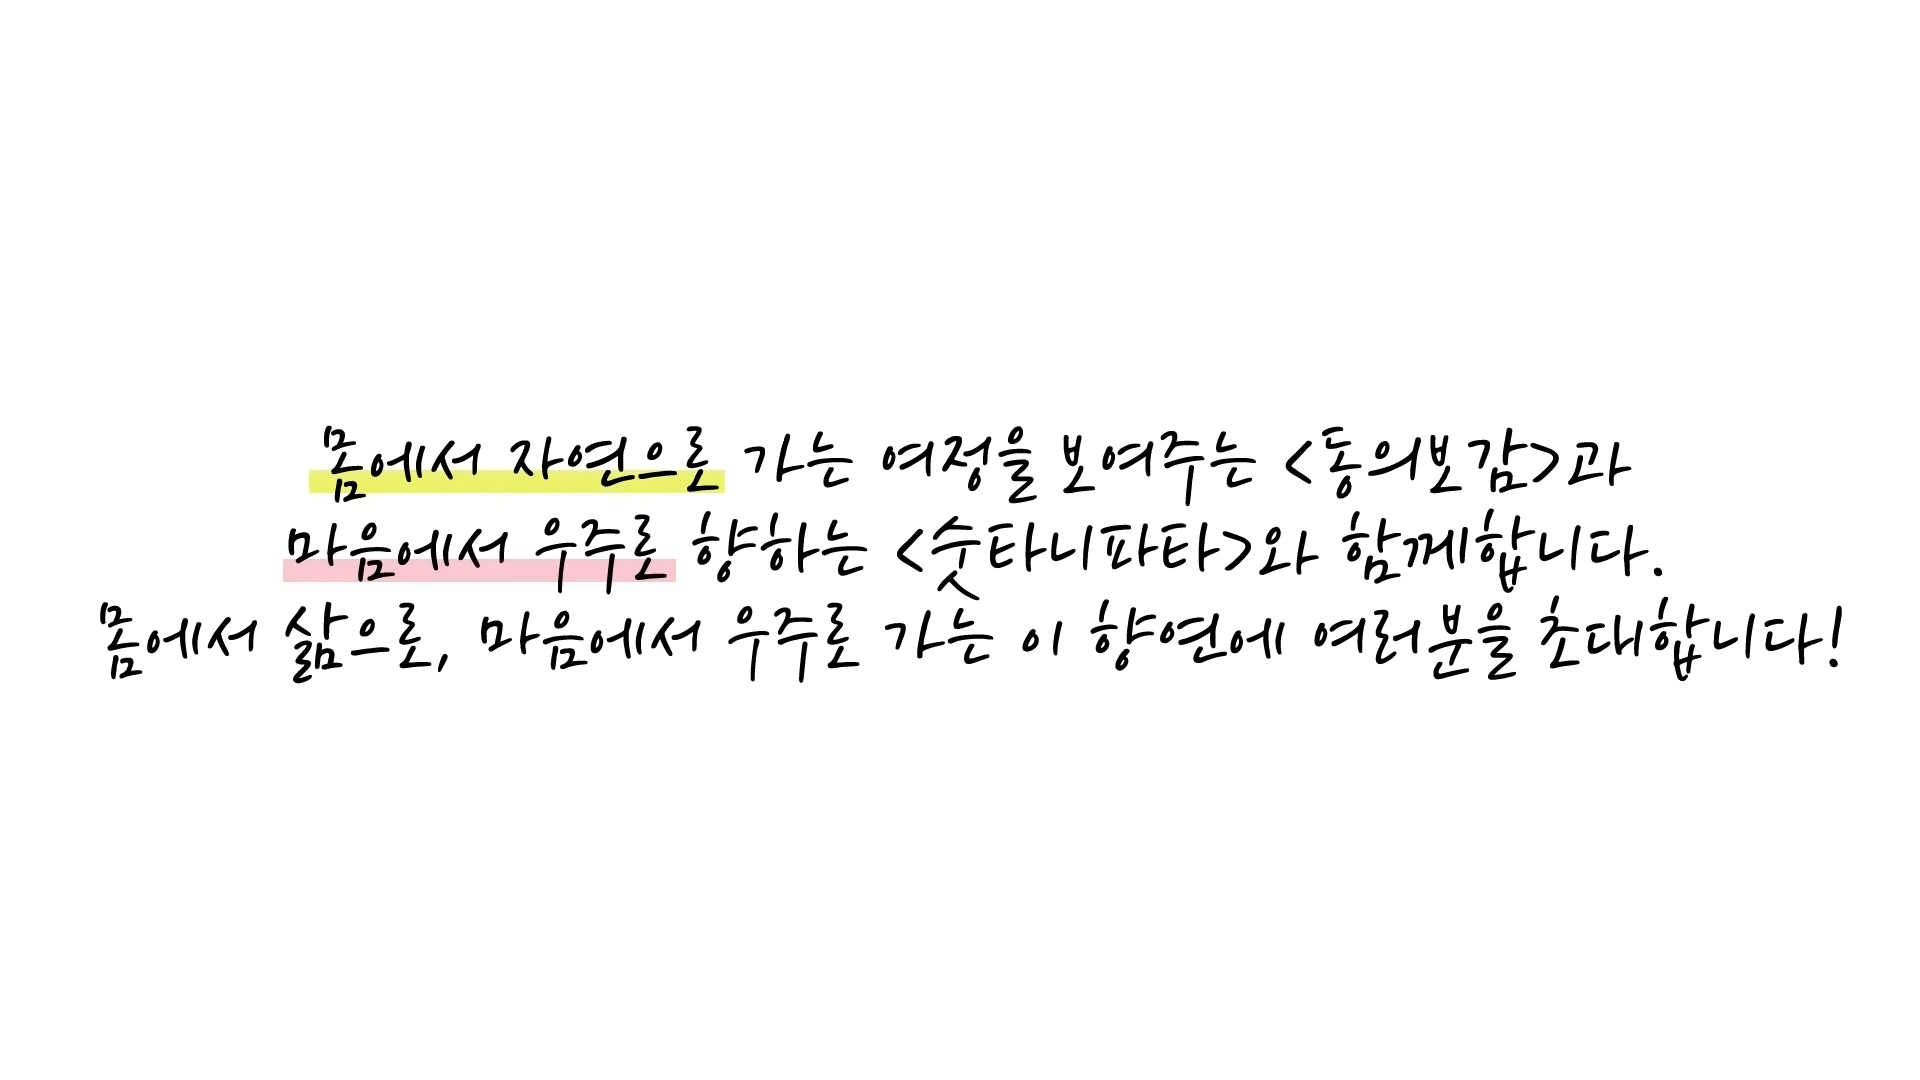 몸에서 자연으로 가는 여정을 보여주는 <동의보감>과
마음에서 우주로 향하는 <숫타니파타>와 함께합니다.
몸에서 삶으로, 마음에서 우주로 가는 이 향연에 여러분을 초대합니다!